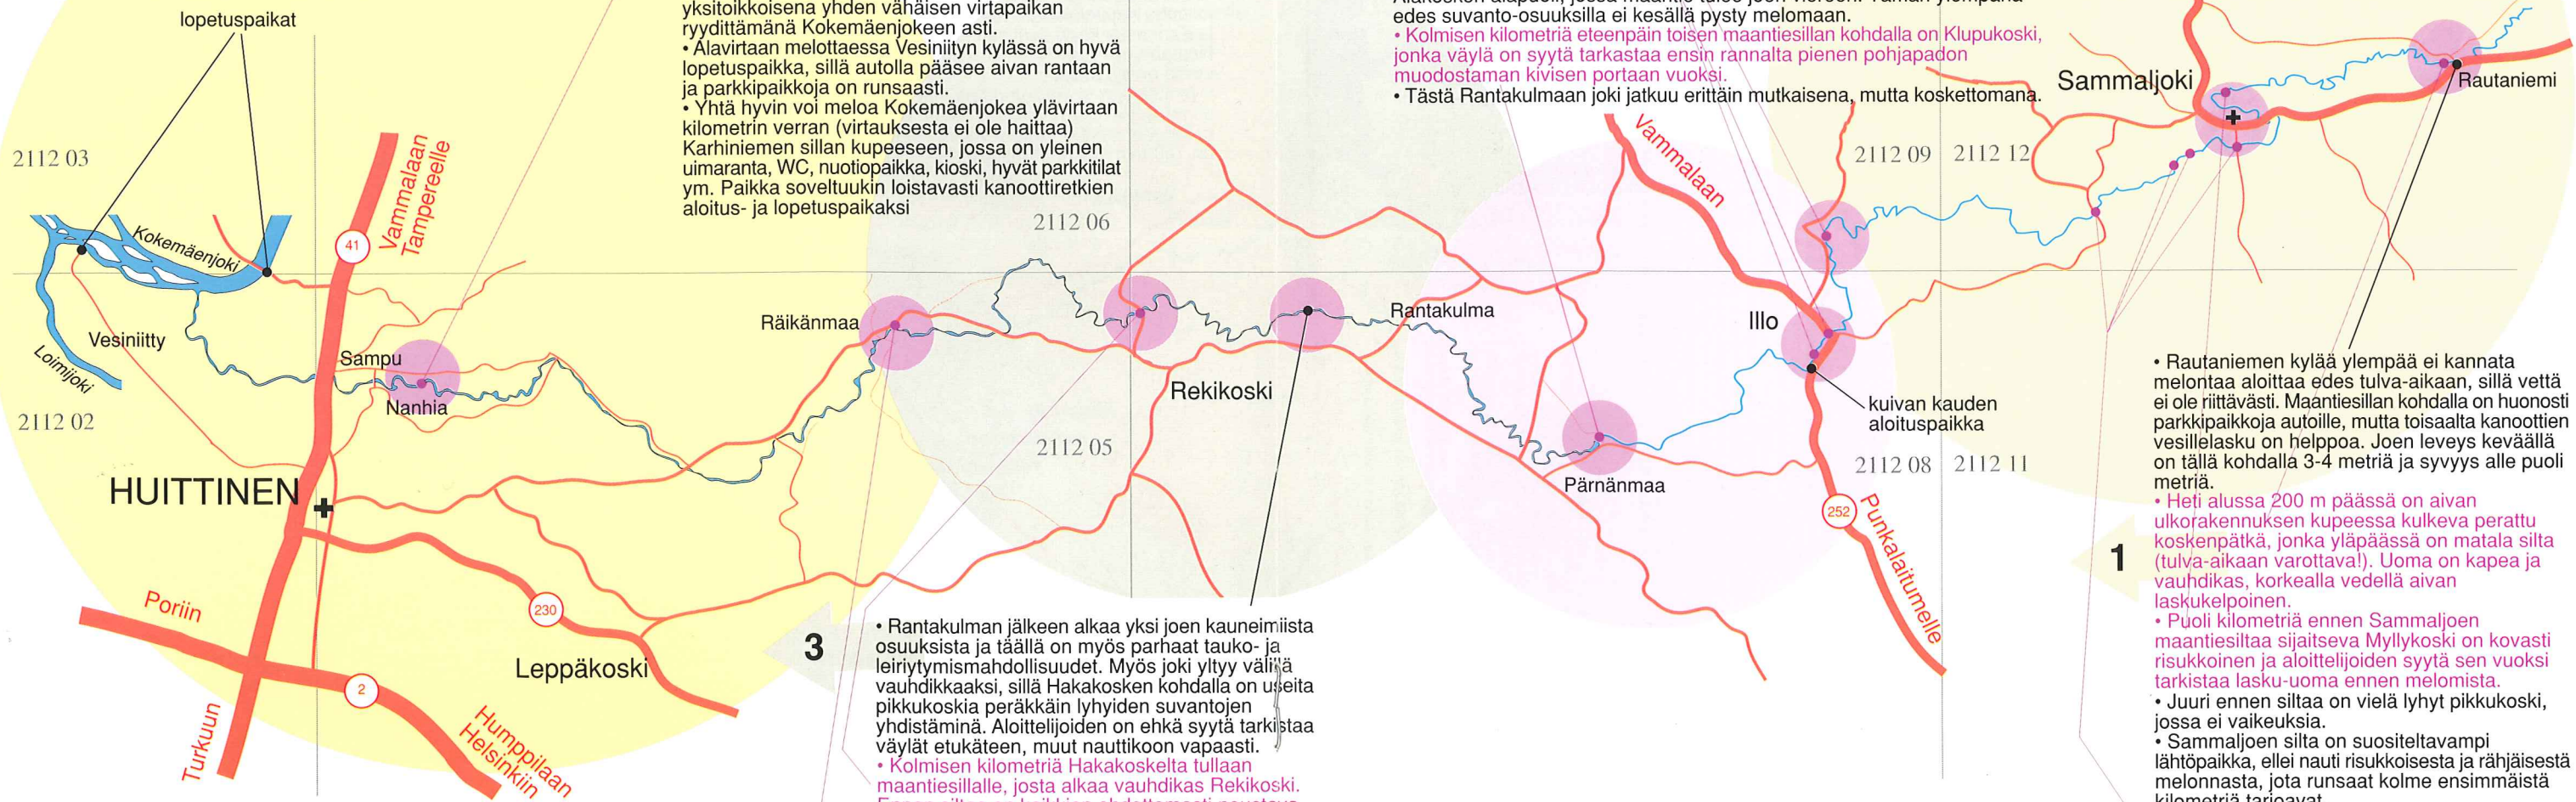 lopetuspaikat
2112 03
Kokemäenjoki
Vesiniitty
Loimijoki
2112 02
41
Vammalaan
Tampereelle
Sampu
Nanhia
HUITTINEN
Poriin
Turkuun
2
Humppilaan
Helsinkiin
230
Leppäkoski
yksitoikkoisena yhden vähäisen virtapaikan
ryydittämänä Kokemäenjokeen asti.
• Alavirtaan melottaessa Vesiniityn kylässä on hyvä
lopetuspaikka, sillä autolla pääsee aivan rantaan
ja parkkipaikkoja on runsaasti.
• Yhtä hyvin voi meloa Kokemäenjokea ylävirtaan
kilometrin verran (virtauksesta ei ole haittaa)
Karhiniemen sillan kupeeseen, jossa on yleinen
uimaranta, WC, nuotiopaikka, kioski, hyvät parkkitilat
ym. Paikka soveltuukin loistavasti kanoottiretkien
aloitus- ja lopetuspaikaksi
2112 06
Räikänmaa
Rekikoski
2112 05
Rantakulma
3
• Rantakulman jälkeen alkaa yksi joen kauneimiista
osuuksista ja täällä on myös parhaat tauko- ja
leiriytymismahdollisuudet. Myös joki yltyy välillä
vauhdikkaaksi, sillä Hakakosken kohdalla on useita
pikkukoskia peräkkäin lyhyiden suvantojen
yhdistäminä. Aloittelijoiden on ehkä syytä tarkistaa
väylät etukäteen, muut nauttikoon vapaasti.
• Kolmisen kilometriä Hakakoskelta tullaan
maantiesillalle, josta alkaa vauhdikas Rekikoski.
edes suvanto-osuuksilla ei kesällä pysty melomaan.
• Kolmisen kilometriä eteenpäin toisen maantiesillan kohdalla on Klupukoski,
jonka väylä on syytä tarkastaa ensin rannalta pienen pohjapadon
muodostaman kivisen portaan vuoksi.
• Tästä Rantakulmaan joki jatkuu erittäin mutkaisena, mutta koskettomana.
Vammalaan
2112 09
2112 12
Illo
kuivan kauden
aloituspaikka
2112 08
2112 11
Pärnänmaa
252
Punkalaitumelle
Sammaljoki
Rautaniemi
1
• Rautaniemen kylää ylempää ei kannata
melontaa aloittaa edes tulva-aikaan, sillä vettä
ei ole riittävästi. Maantiesillan kohdalla on huonosti
parkkipaikkoja autoille, mutta toisaalta kanoottien
vesillelasku on helppoa. Joen leveys keväällä
on tällä kohdalla 3-4 metriä ja syvyys alle puoli
metriä.
• Heti alussa 200 m päässä on aivan
ulkorakennuksen kupeessa kulkeva perattu
koskenpätkä, jonka yläpäässä on matala silta
(tulva-aikaan varottava!). Uoma on kapea ja
vauhdikas, korkealla vedellä aivan
laskukelpoinen.
• Puoli kilometriä ennen Sammaljoen
maantiesiltaa sijaitseva Myllykoski on kovasti
risukkoinen ja aloittelijoiden syytä sen vuoksi
tarkistaa lasku-uoma ennen melomista.
• Juuri ennen siltaa on vielä lyhyt pikkukoski,
jossa ei vaikeuksia.
• Sammaljoen silta on suositeltavampi
lähtöpaikka, ellei nauti risukkoisesta ja rähjäisestä
melonnasta, jota runsaat kolme ensimmäistä
kilometriä tarjoavat.